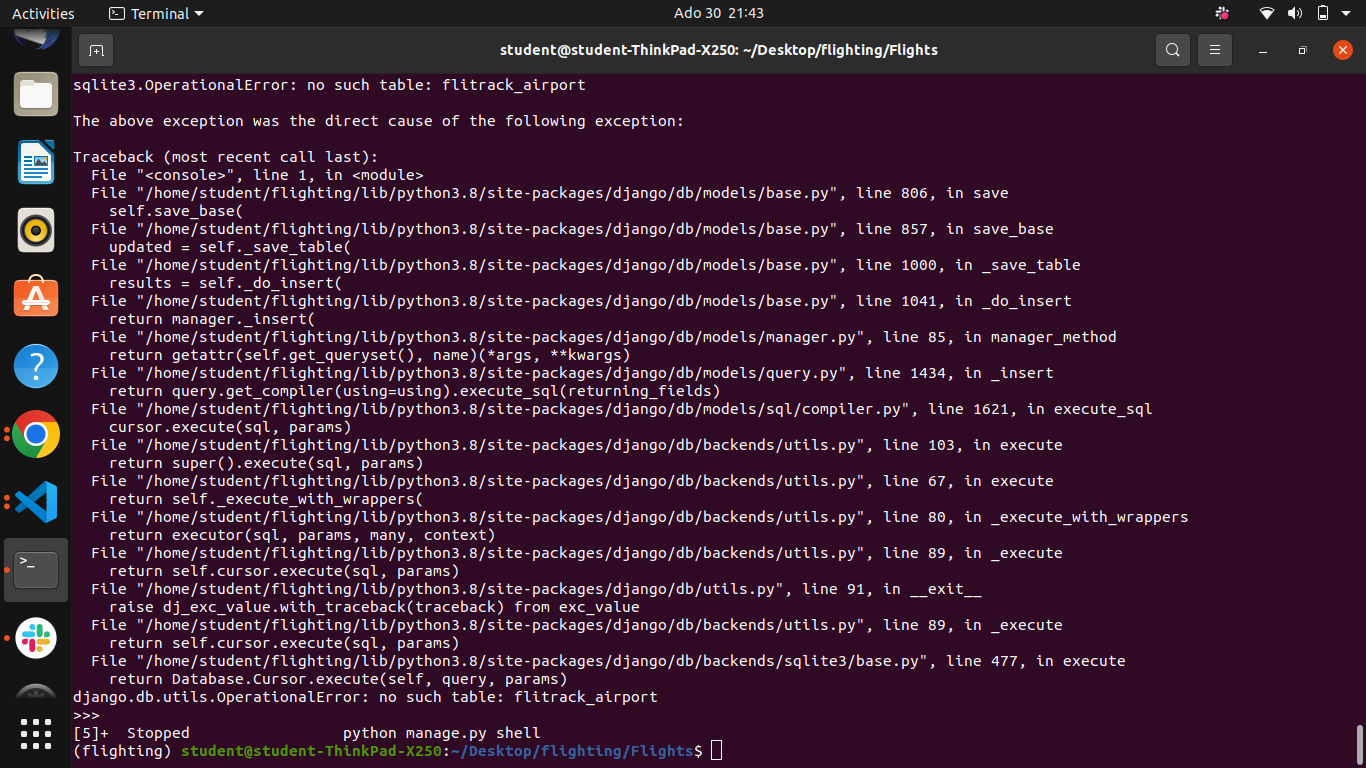 Activities
Terminal
Ado 30 21:43
student@student-ThinkPad-X250: ~/Desktop/flighting/Flights
sqlite3.OperationalError: no such table: flitrack_airport
The above exception was the direct cause of the following exception:
Traceback (most recent call last):
  File "<console>", line 1, in <module>
  File "/home/student/flighting/lib/python3.8/site-packages/django/db/models/base.py", line 806, in save
    self.save_base(
  File "/home/student/flighting/lib/python3.8/site-packages/django/db/models/base.py", line 857, in save_base
    updated = self._save_table(
  File "/home/student/flighting/lib/python3.8/site-packages/django/db/models/base.py", line 1000, in _save_table
    results = self._do_insert(
  File "/home/student/flighting/lib/python3.8/site-packages/django/db/models/base.py", line 1041, in _do_insert
    return manager._insert(
  File "/home/student/flighting/lib/python3.8/site-packages/django/db/models/manager.py", line 85, in manager_method
    return getattr(self.get_queryset(), name)(*args, **kwargs)
  File "/home/student/flighting/lib/python3.8/site-packages/django/db/models/query.py", line 1434, in _insert
    return query.get_compiler(using=using).execute_sql(returning_fields)
  File "/home/student/flighting/lib/python3.8/site-packages/django/db/models/sql/compiler.py", line 1621, in execute_sql
    cursor.execute(sql, params)
  File "/home/student/flighting/lib/python3.8/site-packages/django/db/backends/utils.py", line 103, in execute
    return super().execute(sql, params)
  File "/home/student/flighting/lib/python3.8/site-packages/django/db/backends/utils.py", line 67, in execute
    return self._execute_with_wrappers(
  File "/home/student/flighting/lib/python3.8/site-packages/django/db/backends/utils.py", line 80, in _execute_with_wrappers
    return executor(sql, params, many, context)
  File "/home/student/flighting/lib/python3.8/site-packages/django/db/backends/utils.py", line 89, in _execute
    return self.cursor.execute(sql, params)
  File "/home/student/flighting/lib/python3.8/site-packages/django/db/utils.py", line 91, in __exit__
    raise dj_exc_value.with_traceback(traceback) from exc_value
  File "/home/student/flighting/lib/python3.8/site-packages/django/db/backends/utils.py", line 89, in _execute
    return self.cursor.execute(sql, params)
  File "/home/student/flighting/lib/python3.8/site-packages/django/db/backends/sqlite3/base.py", line 477, in execute
    return Database.Cursor.execute(self, query, params)
django.db.utils.OperationalError: no such table: flitrack_airport
>>>
[5]+  Stopped                 python manage.py shell
(flighting) student@student-ThinkPad-X250:~/Desktop/flighting/Flights$